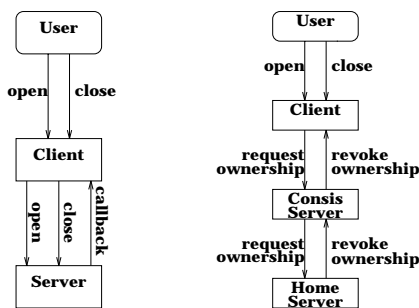 User
open
close
Client
open
close
callback
Server
User
open
close
Client
request
ownership
revoke
ownership
Consis
Server
request
ownership
revoke
ownership
Home
Server